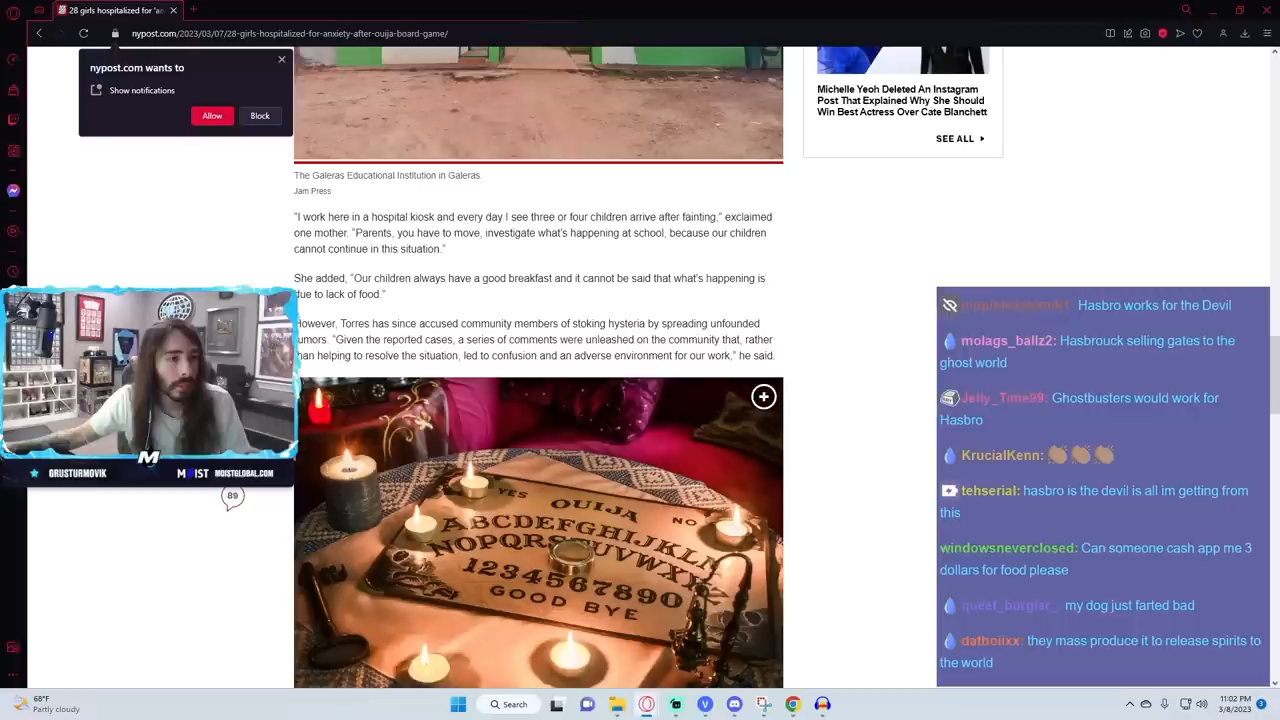 28 girls hospitalized for 'an
nypost.com/2023/03/07/28-girls-hospitalized-for-anxiety-after-ouija-board-game/
nypost.com wants to
Show notifications
Allow
Block
Michelle Yeoh Deleted An Instagram
Post That Explained Why She Should
Win Best Actress Over Cate Blanchett
SEE ALL
The Galeras Educational Institution in Galeras.
Jam Press
“I work here in a hospital kiosk and every day I see three or four children arrive after fainting,” exclaimed
one mother. “Parents, you have to move, investigate what’s happening at school, because our children
cannot continue in this situation.”
She added, “Our children always have a good breakfast and it cannot be said that what’s happening is
due to lack of food.”
However, Torres has since accused community members of stoking hysteria by spreading unfounded
rumors. “Given the reported cases, a series of comments were unleashed on the community that, rather
than helping to resolve the situation, led to confusion and an adverse environment for our work,” he said.
YES OUIJA NO
ABCDEFGHIJKLM
NOPQRSTUVWXYZ
1234567890
GOOD BYE
GRUSTURMOVIK
M
MOIST MOISTGLOBAL.COM
89
Hasbro works for the Devil
molags_ballz2: Hasbrouck selling gates to the
ghost world
Jelly_Time99: Ghostbusters would work for
Hasbro
KrucialKenn:
tehserial: hasbro is the devil is all im getting from
this
windowsneverclosed: Can someone cash app me 3
dollars for food please
queef_burglar_ my dog just farted bad
datboiixx: they mass produce it to release spirits to
the world
68°F
Partly cloudy
Search
11:02 PM
3/8/2023
3